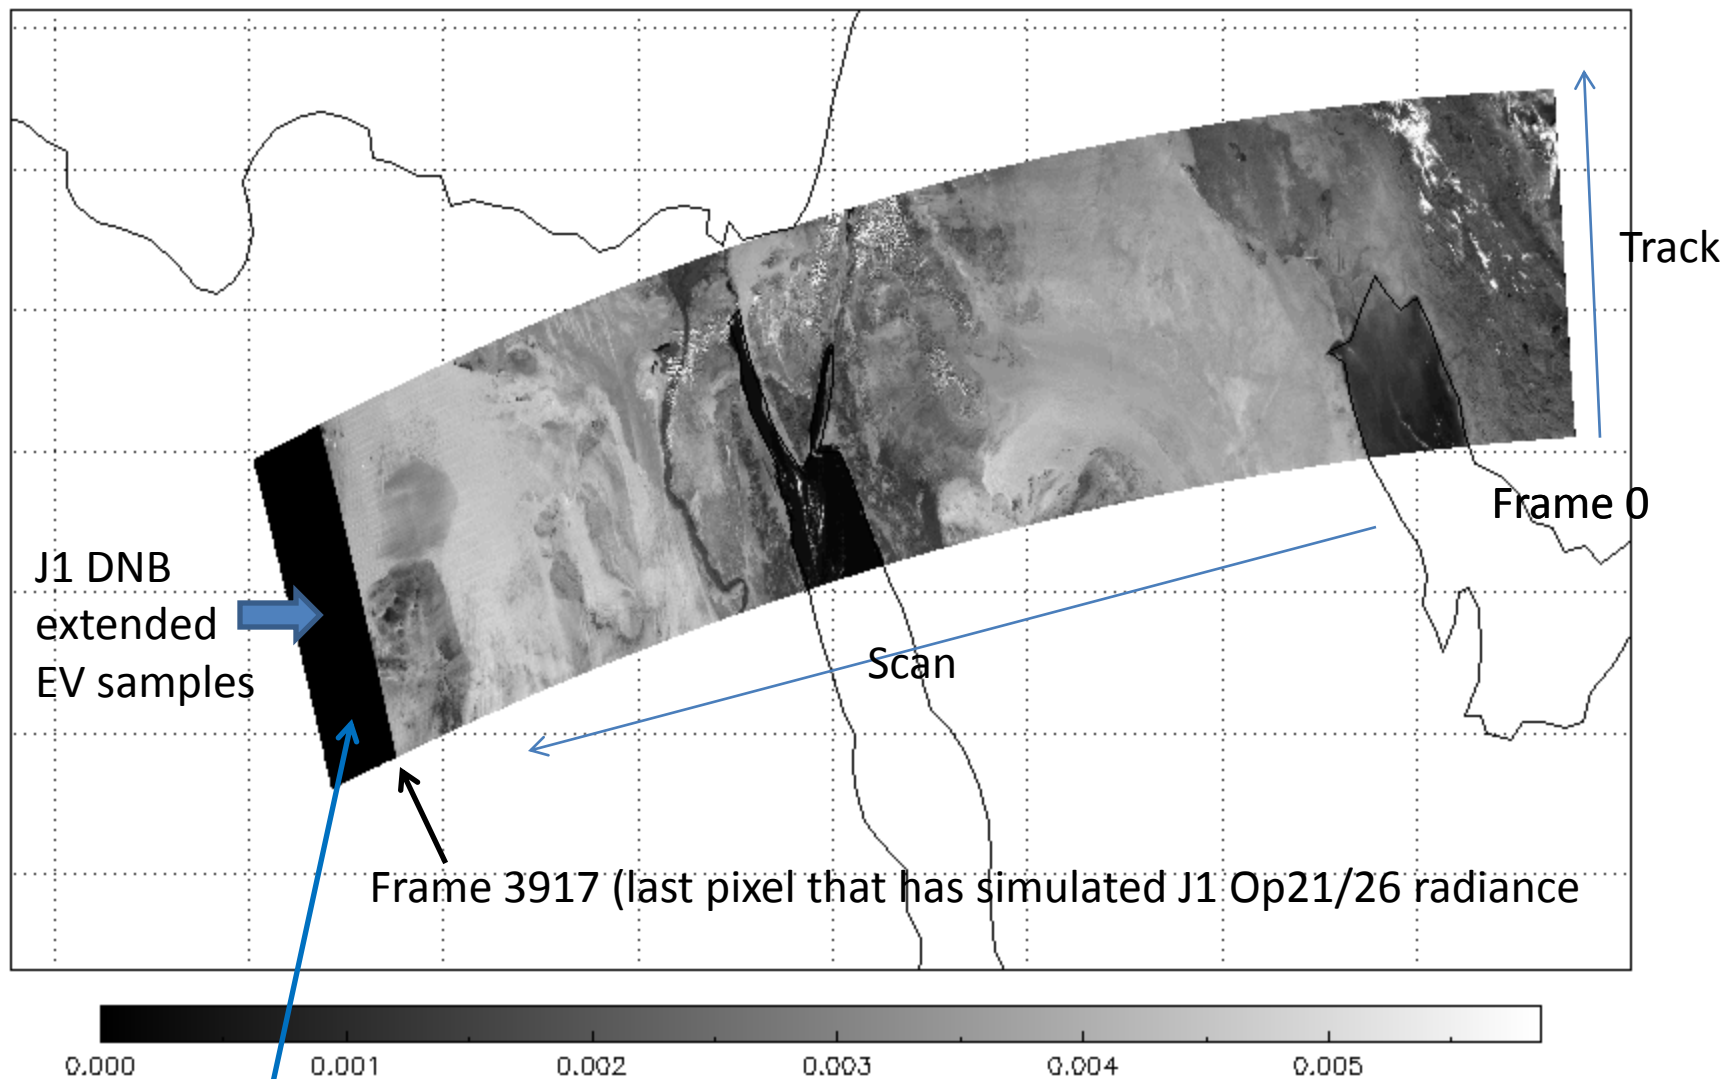 Track
Frame 0
J1 DNB
extended
EV samples
Scan
Frame 3917 (last pixel that has simulated J1 Op21/26 radiance
0.000 0.001 0.002 0.003 0.004 0.005